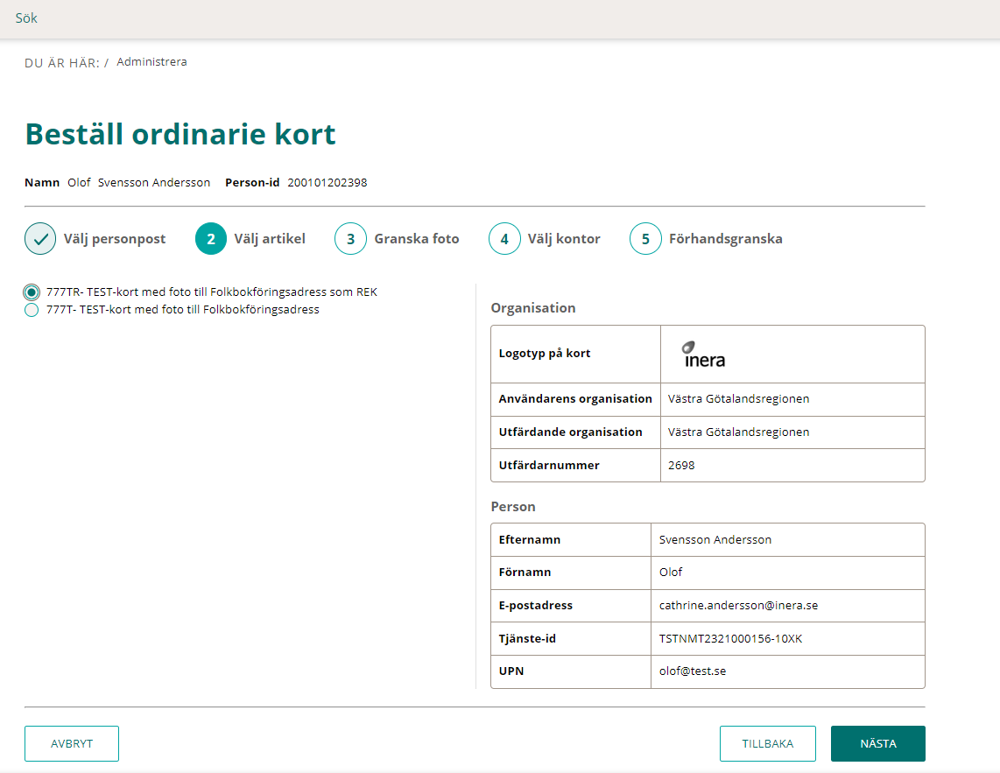 Sök
DU ÄR HÄR: / Administrera
Beställ ordinarie kort
Namn Olof Svensson Andersson Person-id 200101202398
Välj personpost 2 Välj artikel 3 Granska foto 4 Välj kontor 5 Förhandsgranska
777TR- TEST-kort med foto till Folkbokföringsadress som REK
777T- TEST-kort med foto till Folkbokföringsadress
Organisation
Logotyp på kort inera
Användarens organisation Västra Götalandsregionen
Utfärdande organisation Västra Götalandsregionen
Utfärdarnummer 2698
Person
Efternamn Svensson Andersson
Förnamn Olof
E-postadress cathrine.andersson@inera.se
Tjänste-id TSTNMT2321000156-10XK
UPN olof@test.se
AVBRYT TILLBAKA NÄSTA